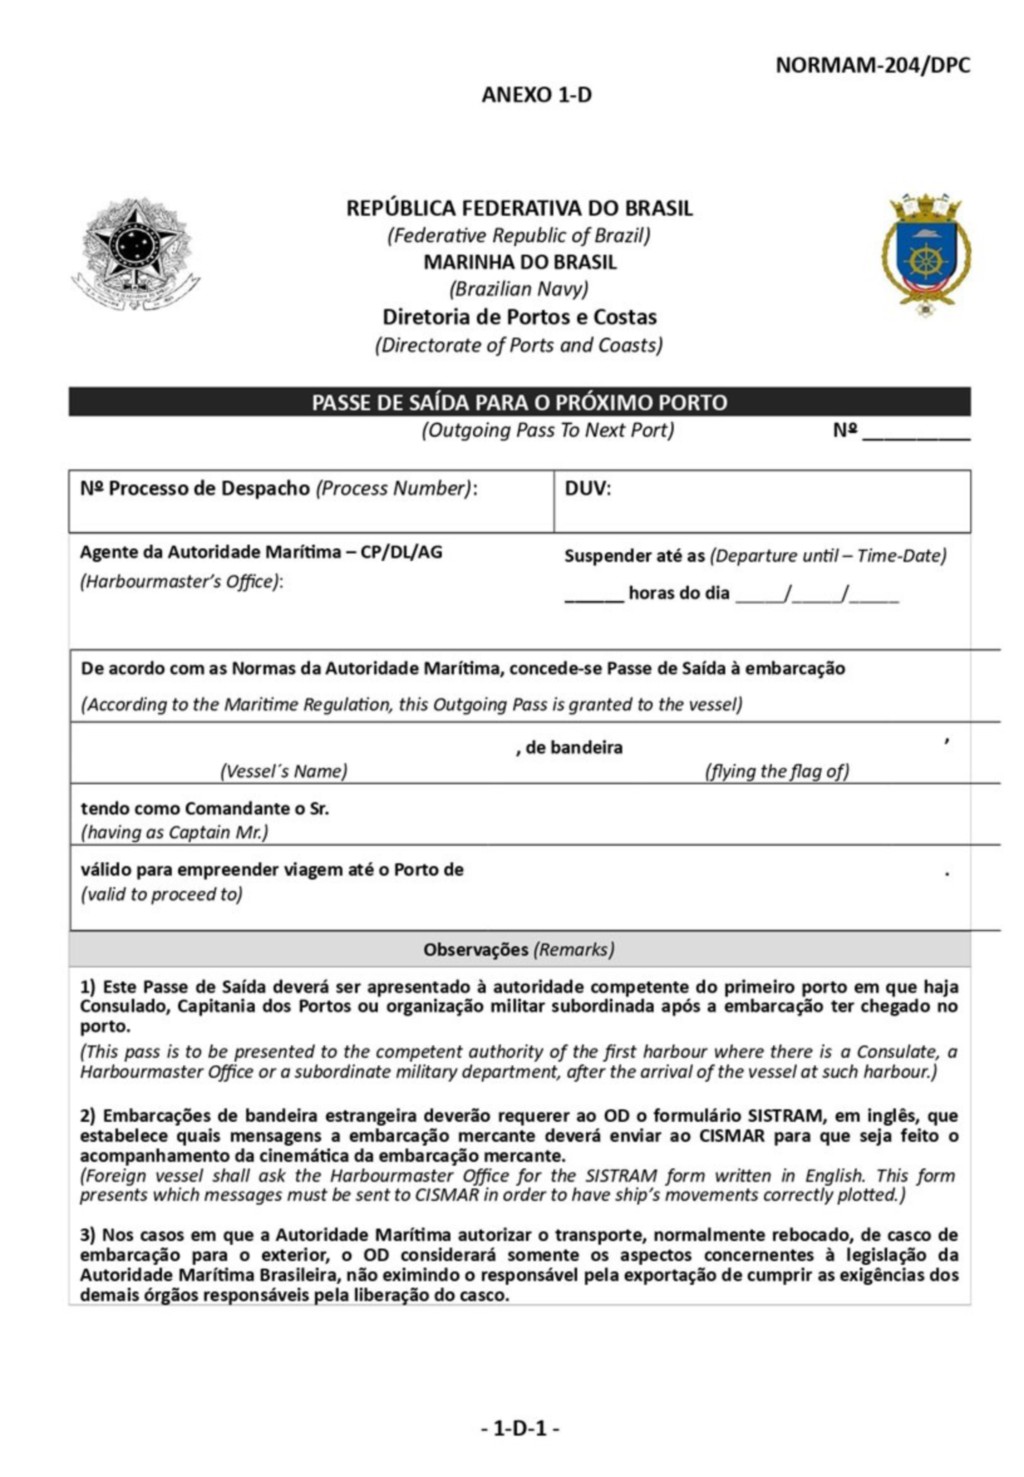 NORMAM-204/DPC
ANEXO 1-D
REPÚBLICA FEDERATIVA DO BRASIL
(Federative Republic of Brazil)
MARINHA DO BRASIL
(Brazilian Navy)
Diretoria de Portos e Costas
(Directorate of Ports and Coasts)
PASSE DE SAÍDA PARA O PRÓXIMO PORTO
(Outgoing Pass To Next Port) Nº __________
Nº Processo de Despacho (Process Number): DUV:
Agente da Autoridade Marítima – CP/DL/AG
(Harbourmaster's Office):
Suspender até as (Departure until – Time-Date)
______ horas do dia _____/_____/_____
De acordo com as Normas da Autoridade Marítima, concede-se Passe de Saída à embarcação
(According to the Maritime Regulation, this Outgoing Pass is granted to the vessel)
, de bandeira ,
(Vessel´s Name) (flying the flag of)
tendo como Comandante o Sr.
(having as Captain Mr.)
válido para empreender viagem até o Porto de .
(valid to proceed to)
Observações (Remarks)
1) Este Passe de Saída deverá ser apresentado à autoridade competente do primeiro porto em que haja
Consulado, Capitania dos Portos ou organização militar subordinada após a embarcação ter chegado no
porto.
(This pass is to be presented to the competent authority of the first harbour where there is a Consulate, a
Harbourmaster Office or a subordinate military department, after the arrival of the vessel at such harbour.)
2) Embarcações de bandeira estrangeira deverão requerer ao OD o formulário SISTRAM, em inglês, que
estabelece quais mensagens a embarcação mercante deverá enviar ao CISMAR para que seja feito o
acompanhamento da cinemática da embarcação mercante.
(Foreign vessel shall ask the Harbourmaster Office for the SISTRAM form written in English. This form
presents which messages must be sent to CISMAR in order to have ship's movements correctly plotted.)
3) Nos casos em que a Autoridade Marítima autorizar o transporte, normalmente rebocado, de casco de
embarcação para o exterior, o OD considerará somente os aspectos concernentes à legislação da
Autoridade Marítima Brasileira, não eximindo o responsável pela exportação de cumprir as exigências dos
demais órgãos responsáveis pela liberação do casco.
- 1-D-1 -